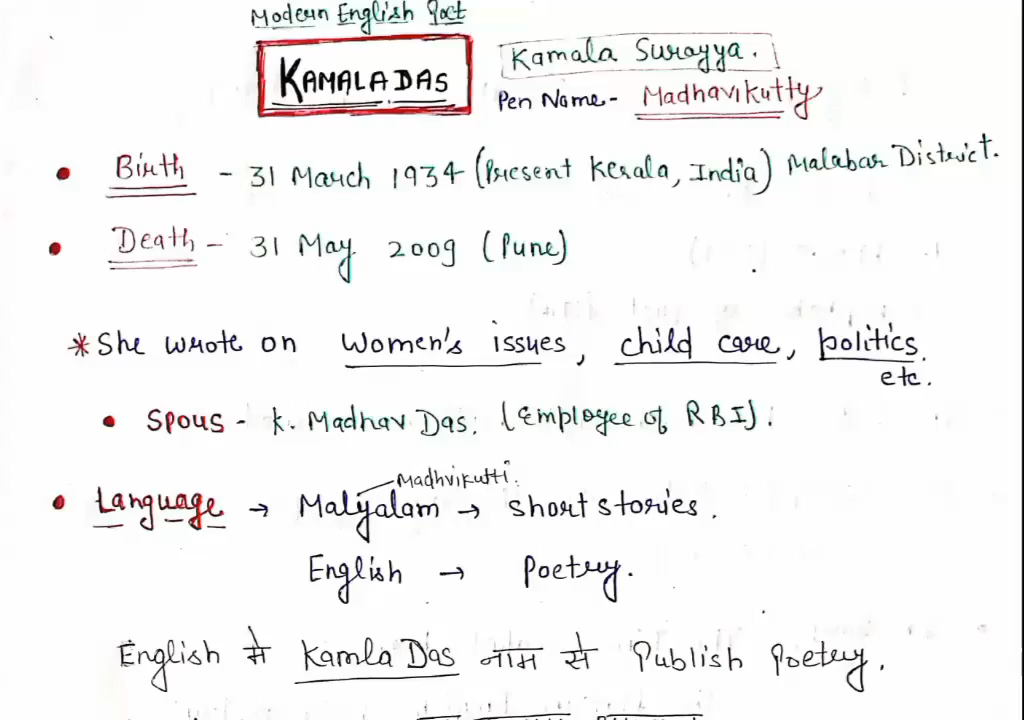 Modern English Poet
KAMALA DAS
Kamala Surayya.
Pen Name - Madhavikutty
• Birth - 31 March 1934 (Present Kerala, India) Malabar District.
• Death - 31 May 2009 (Pune)
* She wrote on women's issues, child care, politics. etc.
• Spous - K. Madhav Das. (Employee of RBI).
Madhvikutti.
• Language → Malyalam → short stories.
English → Poetry.
English में Kamla Das नाम से Publish Poetry.